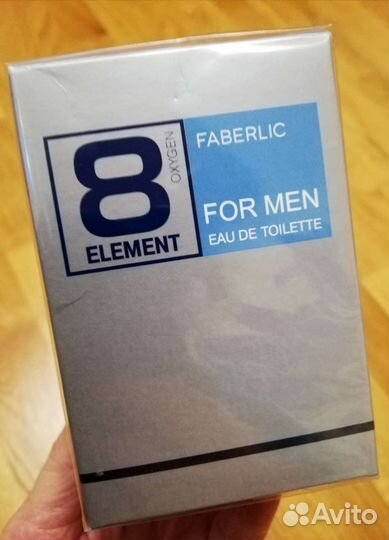 8
OXYGEN
ELEMENT
FABERLIC
FOR MEN
EAU DE TOILETTE
Avito